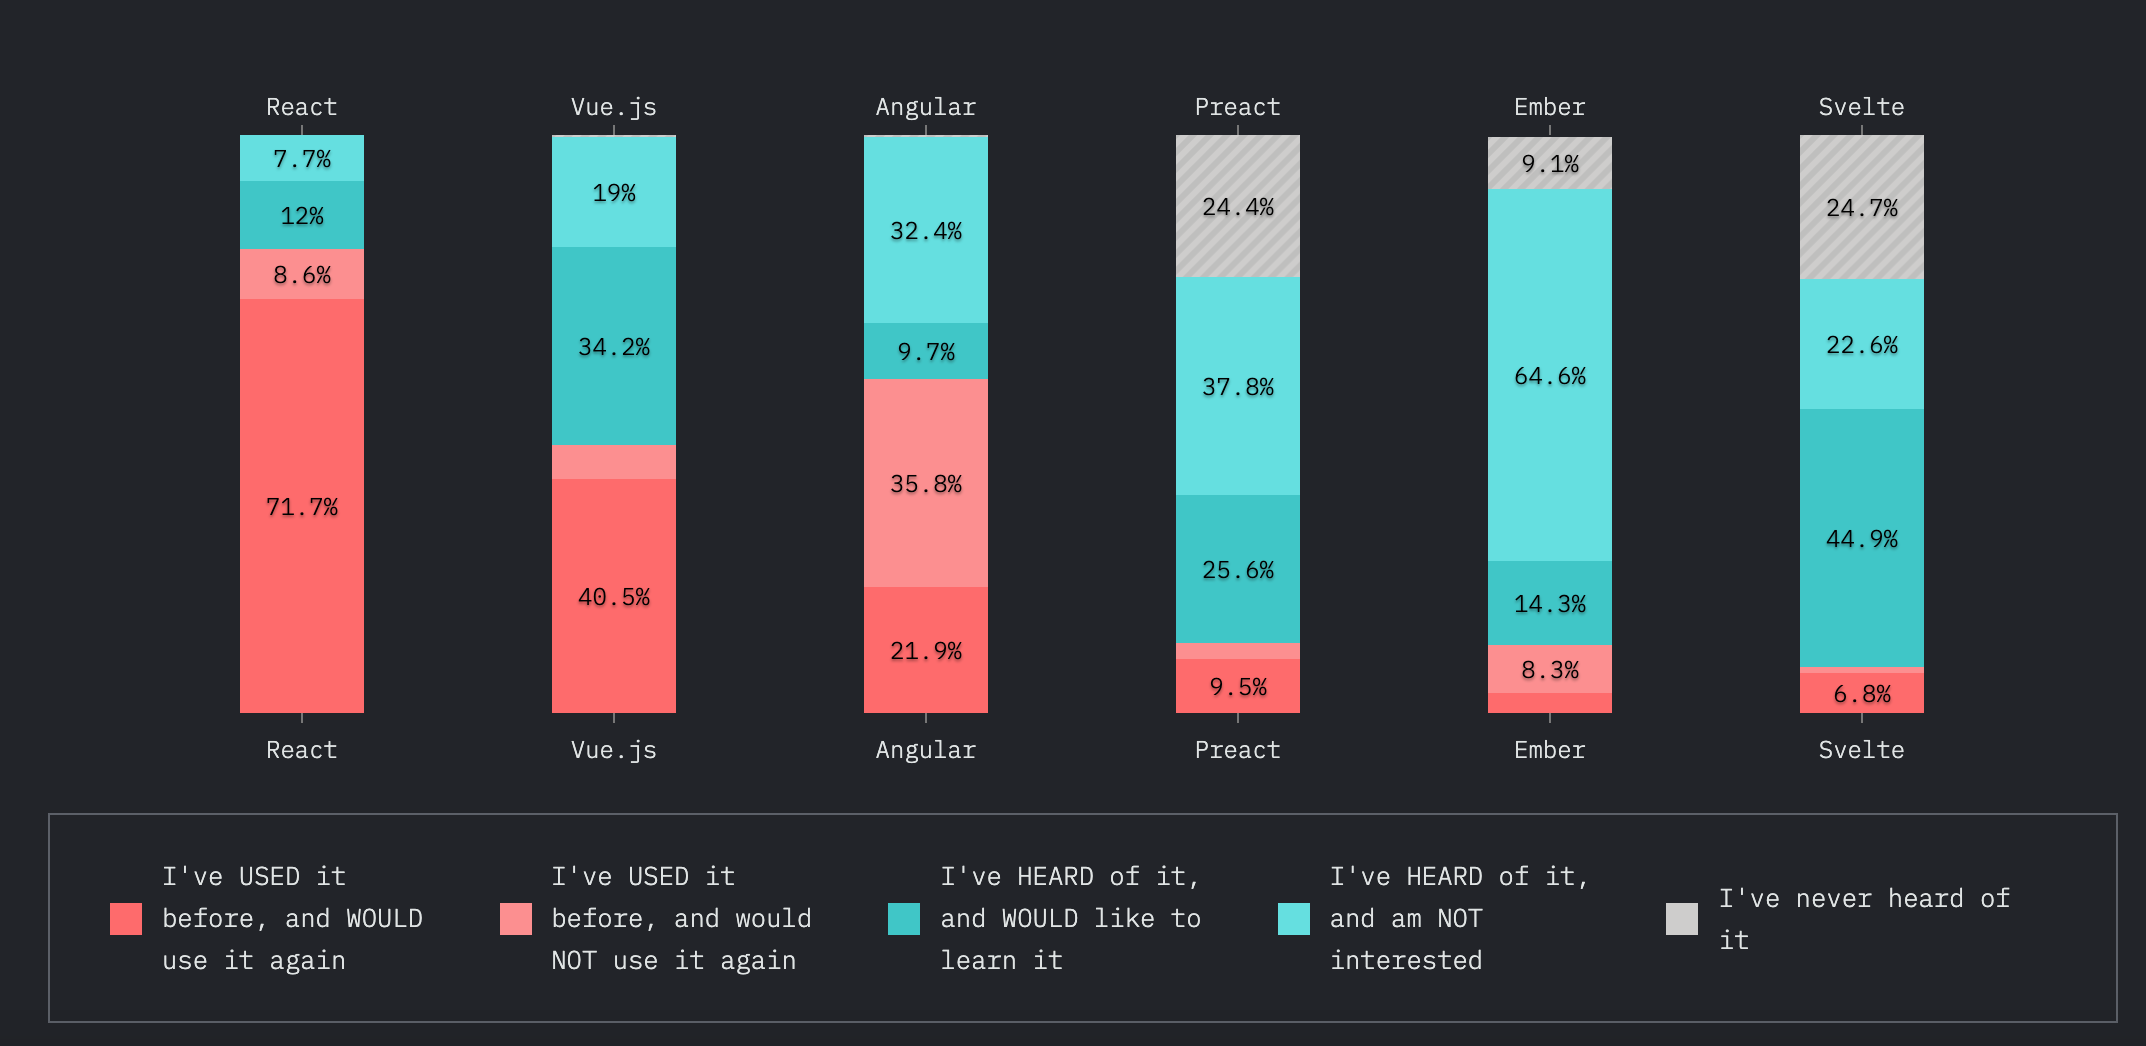 React Vue.js Angular Preact Ember Svelte
7.7% 19% 32.4% 24.4% 9.1% 24.7%
12% 34.2% 9.7% 37.8% 64.6% 22.6%
8.6% 40.5% 35.8% 25.6% 14.3% 44.9%
71.7% 21.9% 9.5% 8.3% 6.8%
React Vue.js Angular Preact Ember Svelte
I've USED it
before, and WOULD
use it again
I've USED it
before, and would
NOT use it again
I've HEARD of it,
and WOULD like to
learn it
I've HEARD of it,
and am NOT
interested
I've never heard of
it